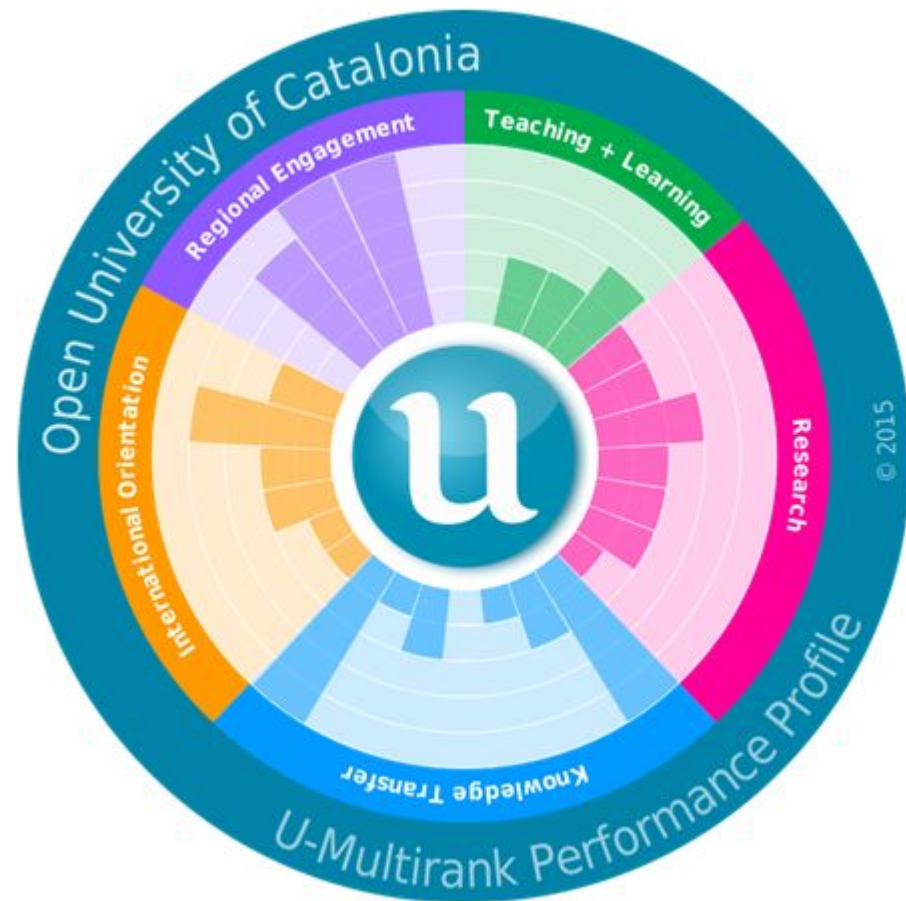 Open University of Catalonia
Regional Engagement
Teaching + Learning
Research
© 2015
International Orientation
u
Knowledge Transfer
U-Multirank Performance Profile